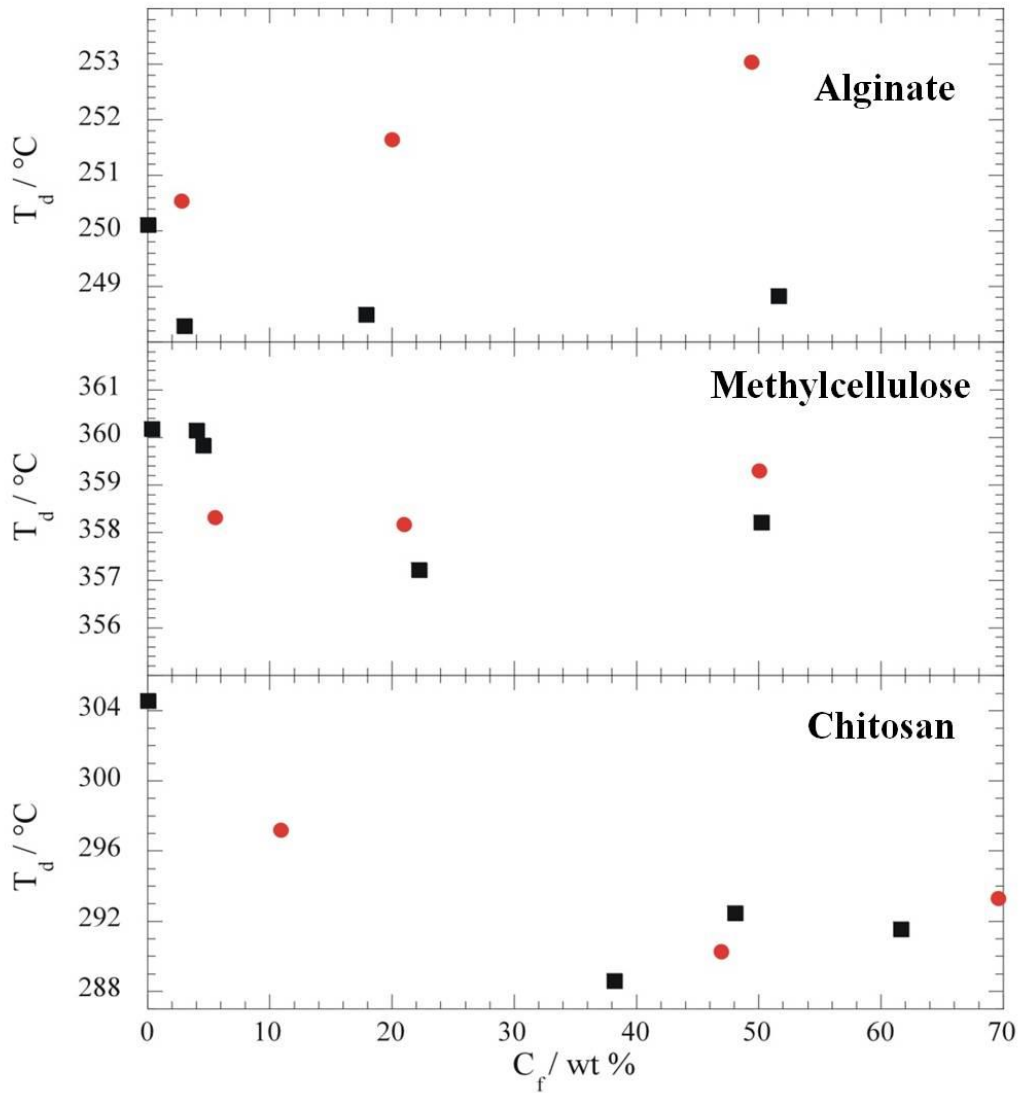 253
Alginate
252
251
250
249
T_d / °C
Methylcellulose
361
360
359
358
357
356
T_d / °C
304
Chitosan
300
296
292
288
T_d / °C
0 10 20 30 40 50 60 70
C_f / wt %